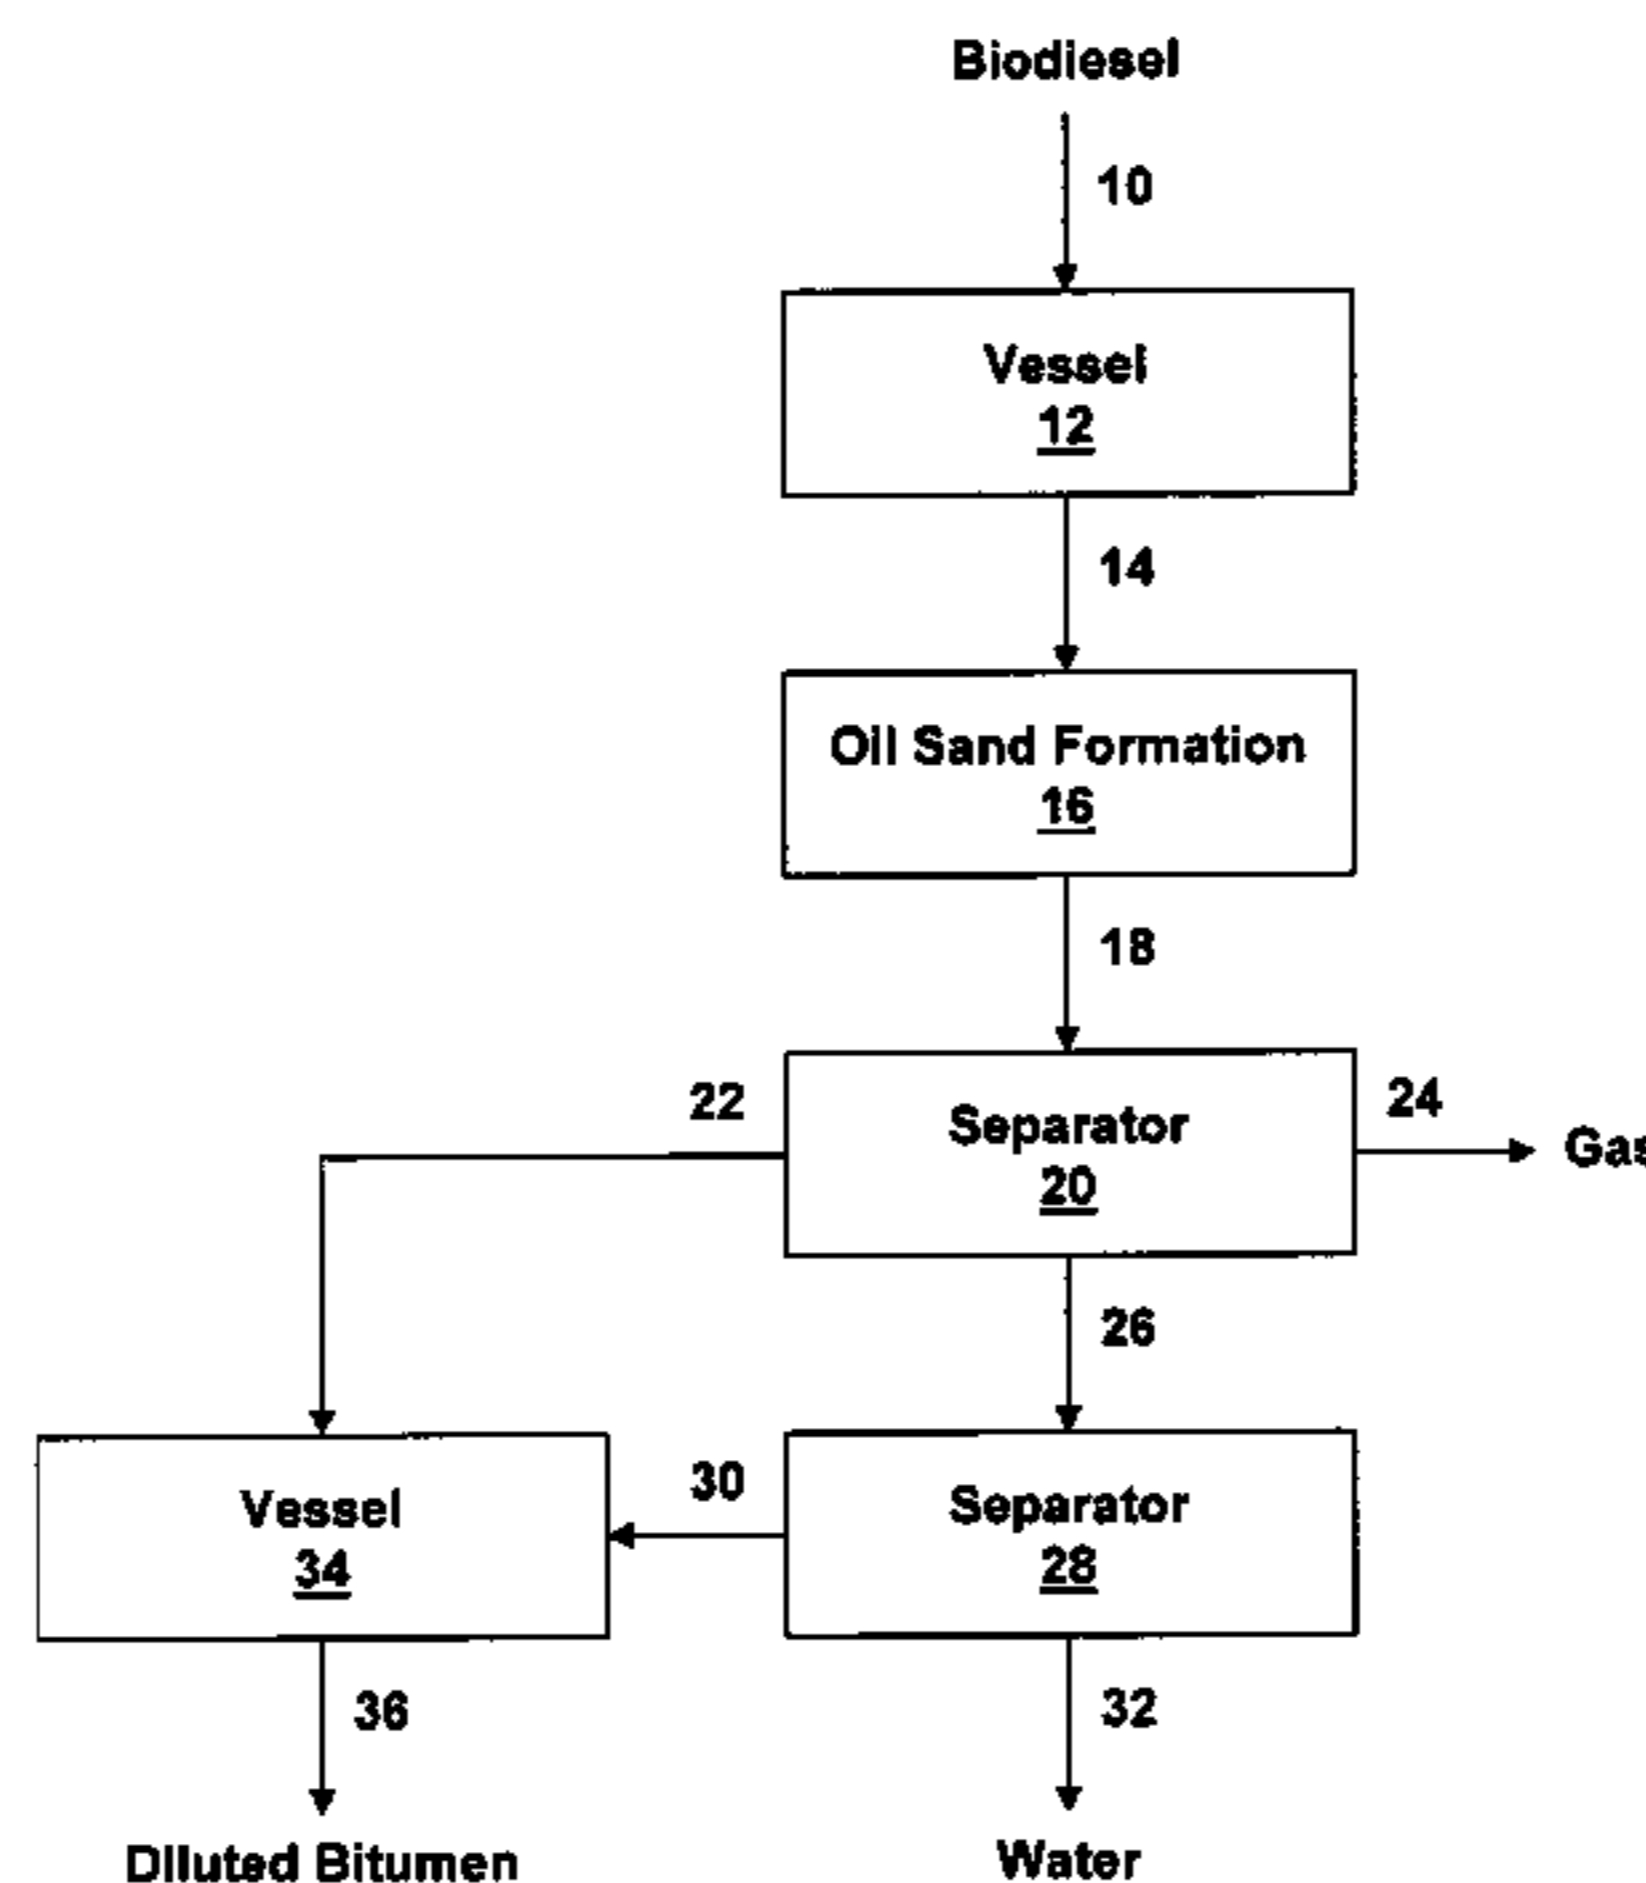 Biodiesel
10
Vessel
12
14
Oil Sand Formation
16
18
22
Separator
20
24
Gas
26
Vessel
34
30
Separator
28
36
32
Diluted Bitumen
Water